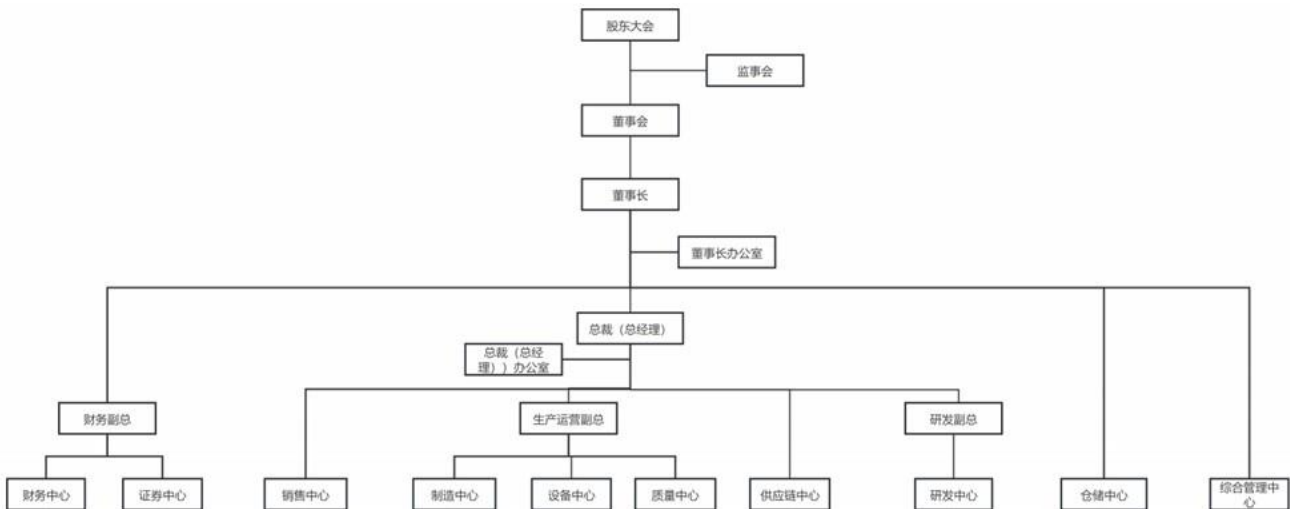 股东大会
监事会
董事会
董事长
董事长办公室
总裁（总经理）
总裁（总经
理））办公室
财务副总
生产运营副总
研发副总
财务中心
证券中心
销售中心
制造中心
设备中心
质量中心
供应链中心
研发中心
仓储中心
综合管理中
心